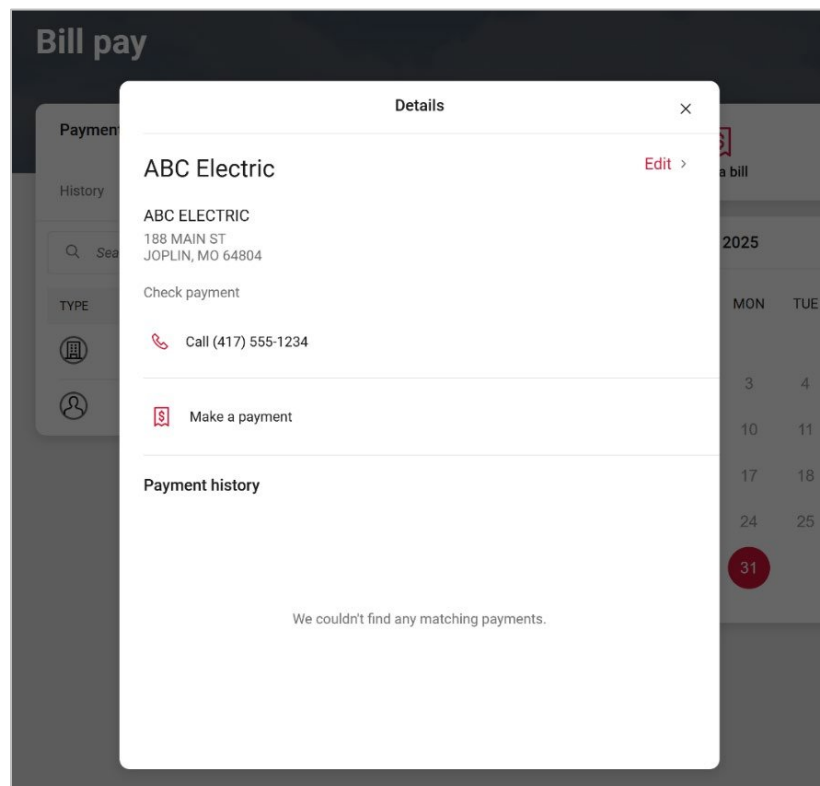 Bill pay
Details
Paymen
ABC Electric
Edit
a bill
History
ABC ELECTRIC
188 MAIN ST
JOPLIN, MO 64804
2025
Sea
Check payment
TYPE
MON TUE
Call (417) 555-1234
3 4
Make a payment
10 11
17 18
Payment history
24 25
31
We couldn't find any matching payments.